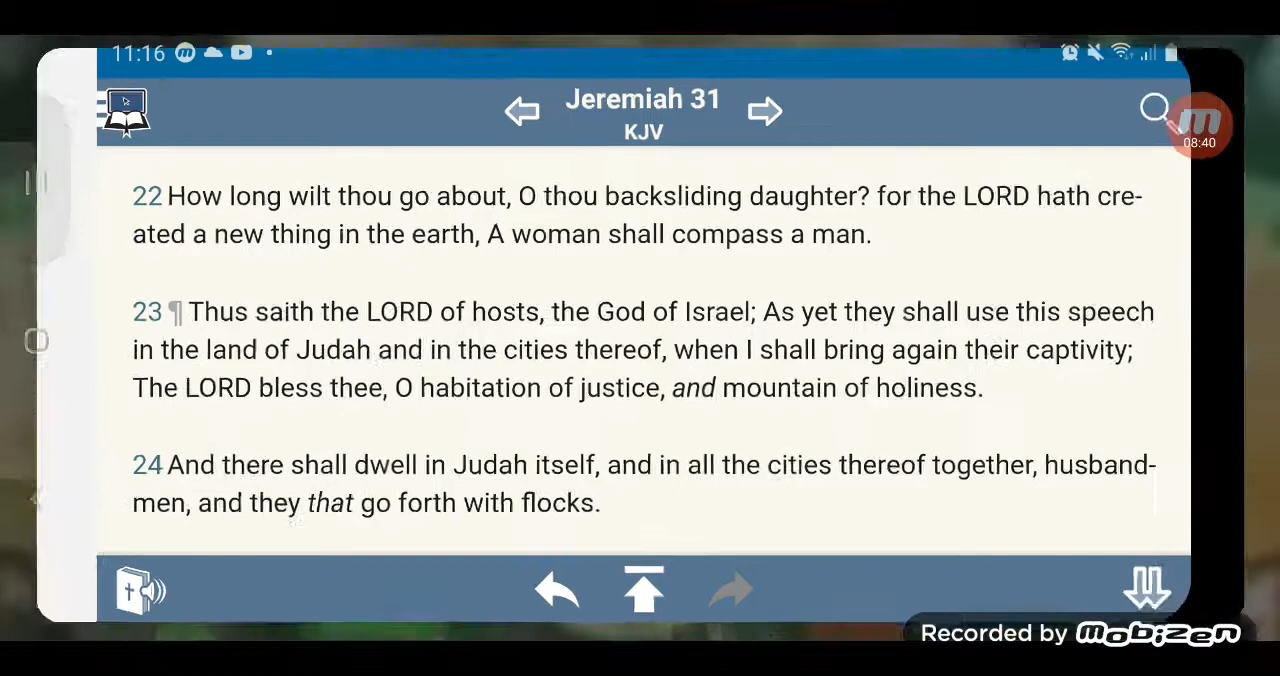 11:16
Jeremiah 31
KJV
08:40
22 How long wilt thou go about, O thou backsliding daughter? for the LORD hath cre-
ated a new thing in the earth, A woman shall compass a man.
23 ¶ Thus saith the LORD of hosts, the God of Israel; As yet they shall use this speech
in the land of Judah and in the cities thereof, when I shall bring again their captivity;
The LORD bless thee, O habitation of justice, and mountain of holiness.
24 And there shall dwell in Judah itself, and in all the cities thereof together, husband-
men, and they that go forth with flocks.
Recorded by mobizen